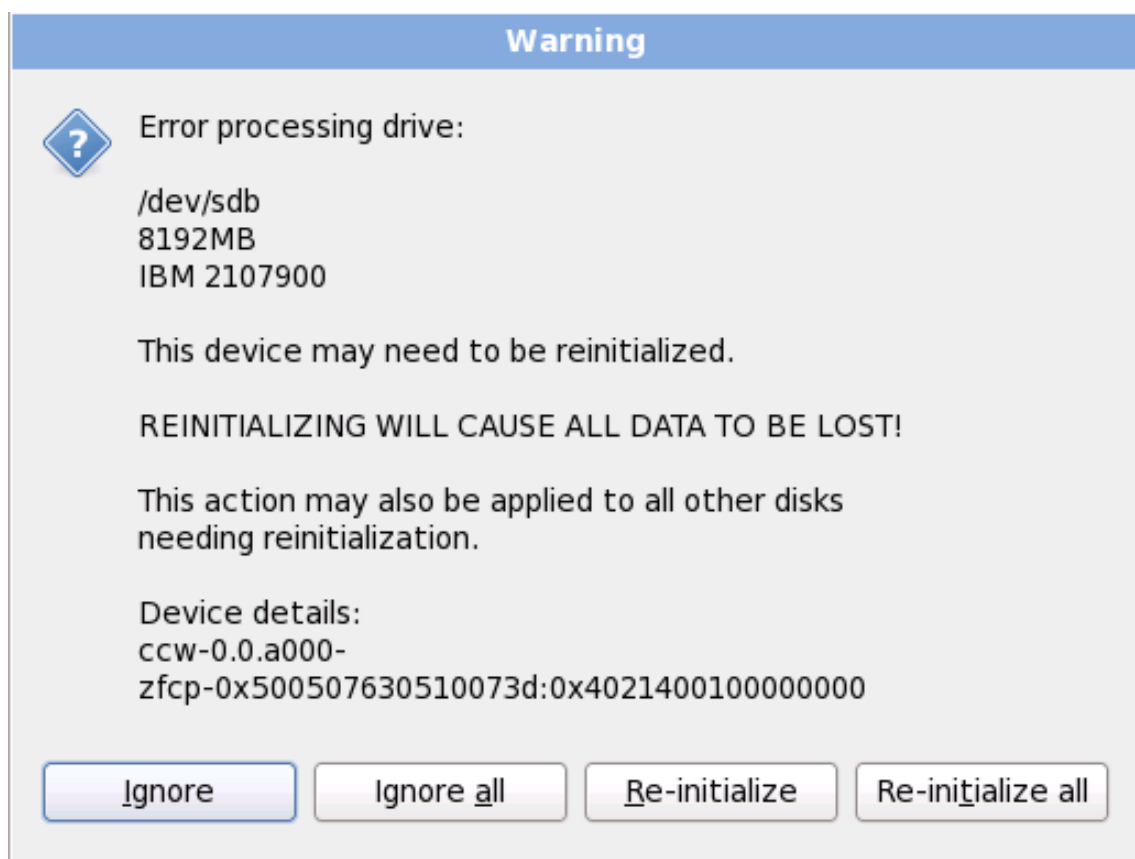 Warning
?
Error processing drive:
/dev/sdb
8192MB
IBM 2107900
This device may need to be reinitialized.
REINITIALIZING WILL CAUSE ALL DATA TO BE LOST!
This action may also be applied to all other disks
needing reinitialization.
Device details:
ccw-0.0.a000-
zfcp-0x500507630510073d:0x4021400100000000
Ignore
Ignore all
Re-initialize
Re-initialize all